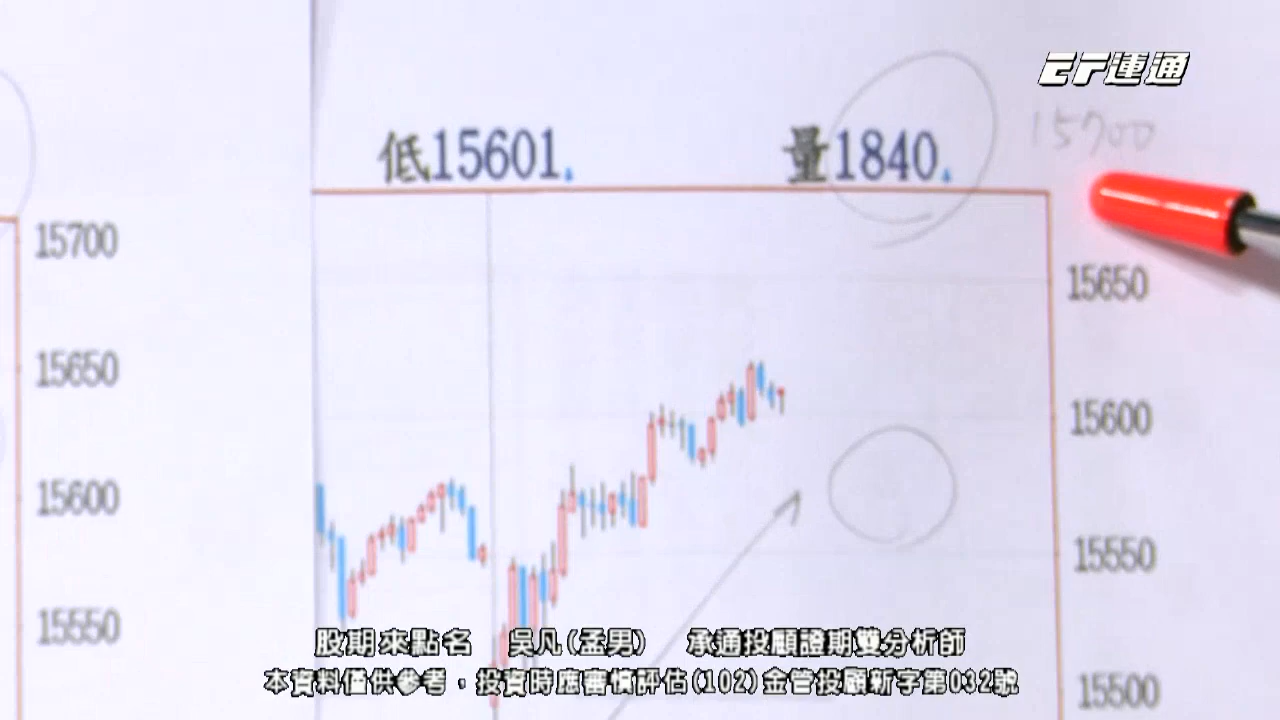 EF運通
低15601.
量1840.
15700
15700
15650
15600
15550
15650
15600
15550
15500
股期來點名 吳凡(孟男) 承通投顧證期雙分析師
本資料僅供參考，投資時應審慎評估(102)金管投顧新字第032號